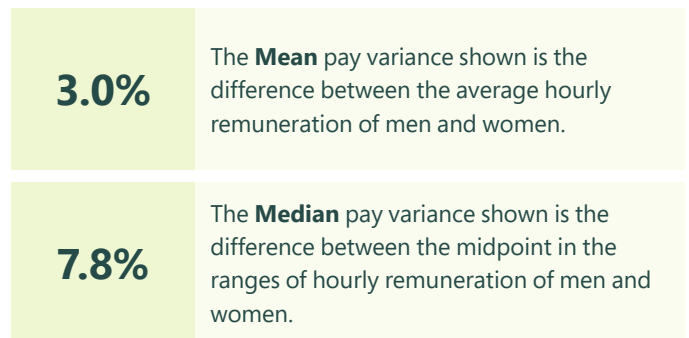 3.0%
The Mean pay variance shown is the
difference between the average hourly
remuneration of men and women.
7.8%
The Median pay variance shown is the
difference between the midpoint in the
ranges of hourly remuneration of men and
women.